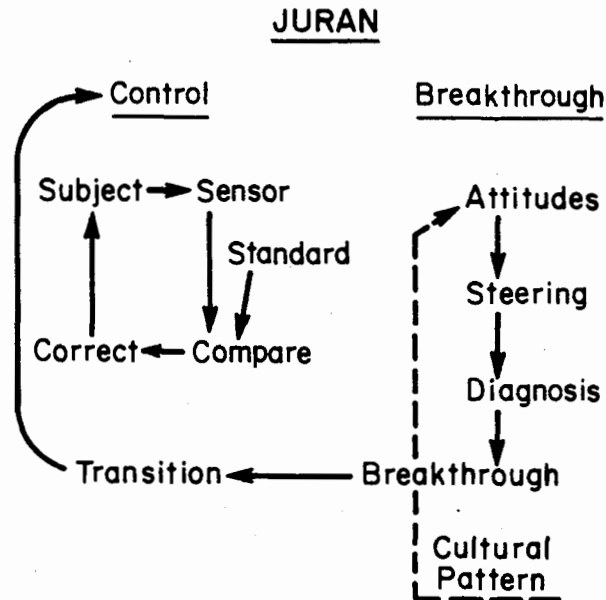 JURAN
Control
Breakthrough
Subject
Sensor
Attitudes
Standard
Steering
Correct
Compare
Diagnosis
Transition
Breakthrough
Cultural
Pattern